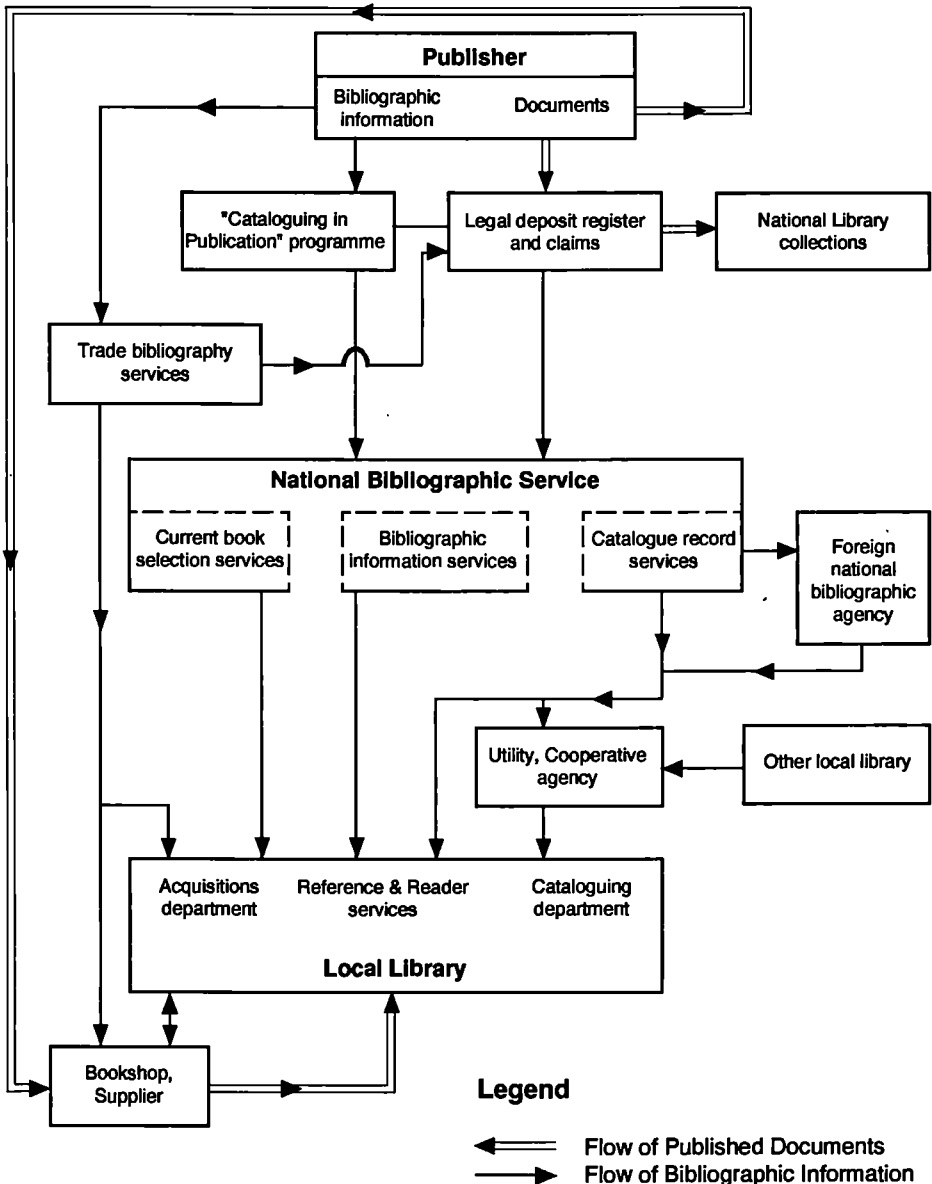 Publisher
Bibliographic
information
Documents
"Cataloguing in
Publication" programme
Legal deposit register
and claims
National Library
collections
Trade bibliography
services
National Bibliographic Service
Current book
selection services
Bibliographic
information services
Catalogue record
services
Foreign
national
bibliographic
agency
Utility, Cooperative
agency
Other local library
Acquisitions
department
Reference & Reader
services
Cataloguing
department
Local Library
Bookshop,
Supplier
Legend
Flow of Published Documents
Flow of Bibliographic Information